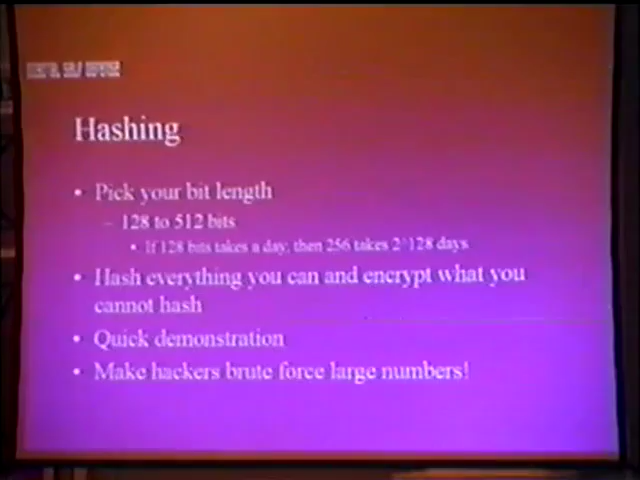 Hashing
• Pick your bit length
– 128 to 512 bits
• If 128 bits takes a day, then 256 takes 2^128 days
• Hash everything you can and encrypt what you
cannot hash
• Quick demonstration
• Make hackers brute force large numbers!